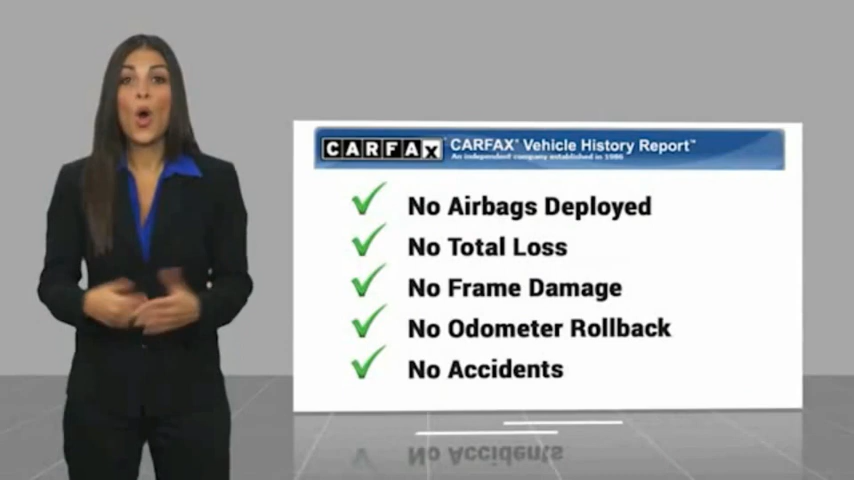 CARFAX CARFAX® Vehicle History Report™
An independent company established in 1986
No Airbags Deployed
No Total Loss
No Frame Damage
No Odometer Rollback
No Accidents
No Accidents